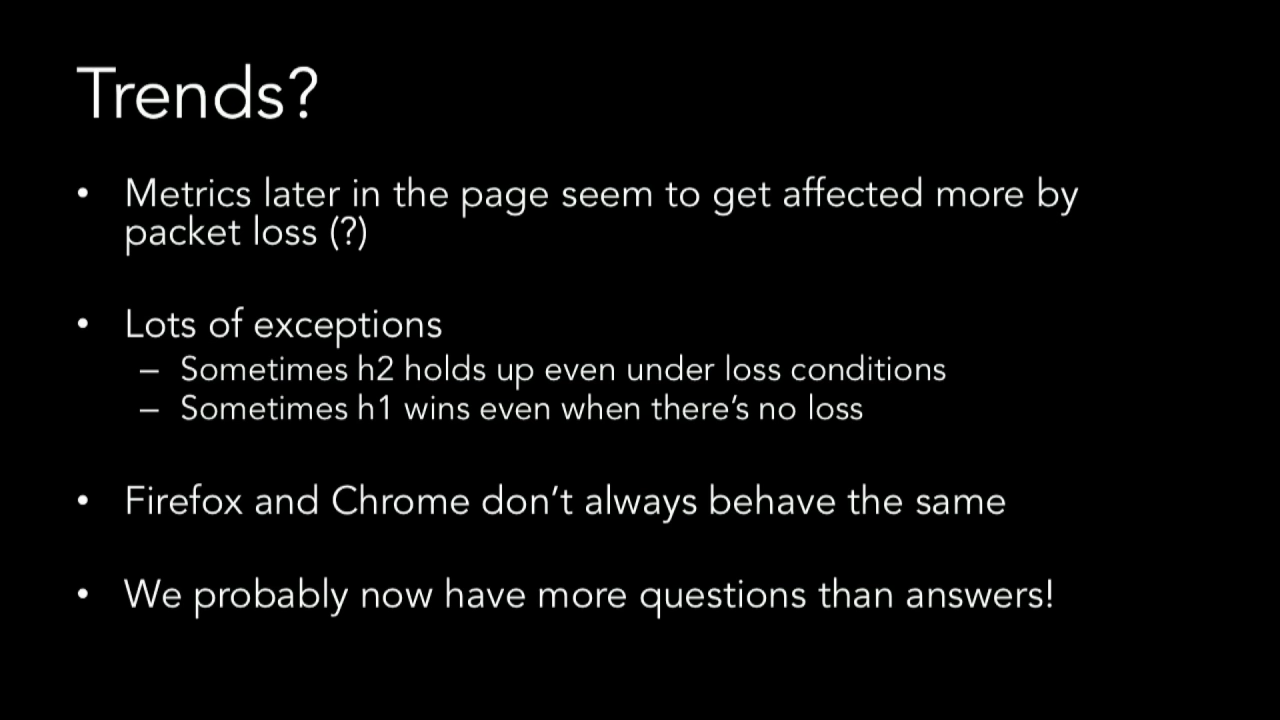 Trends?
• Metrics later in the page seem to get affected more by
packet loss (?)
• Lots of exceptions
– Sometimes h2 holds up even under loss conditions
– Sometimes h1 wins even when there’s no loss
• Firefox and Chrome don’t always behave the same
• We probably now have more questions than answers!